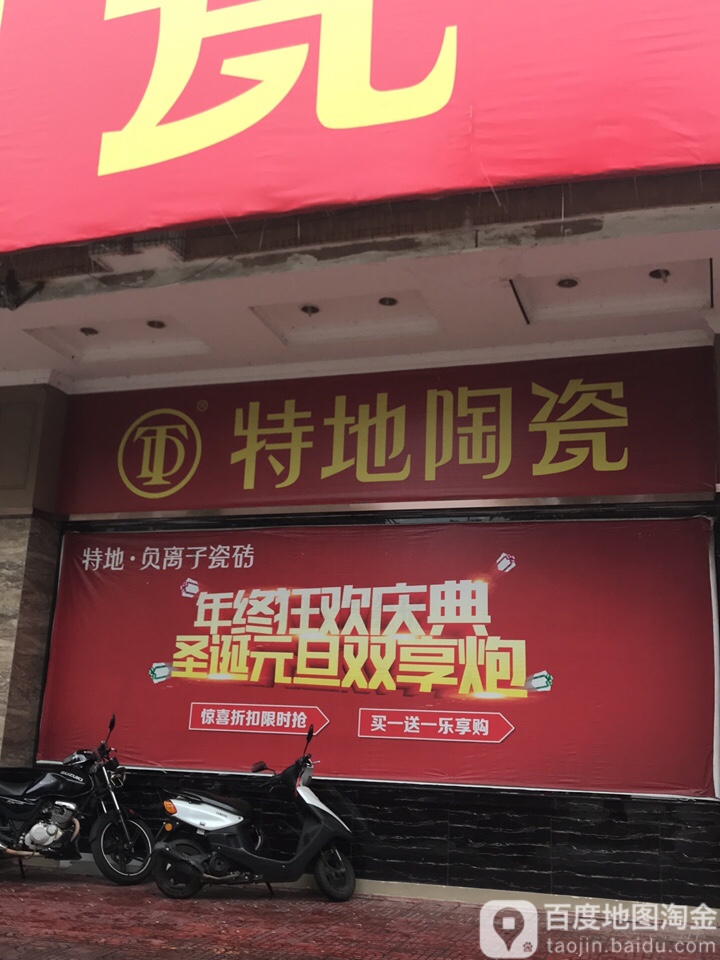 瓷
TD
®
特地陶瓷
特地·负离子瓷砖
年终狂欢庆典
圣诞元旦双享炮
惊喜折扣限时抢
买一送一乐享购
SUZUKI
百度地图淘金
taojin.baidu.com